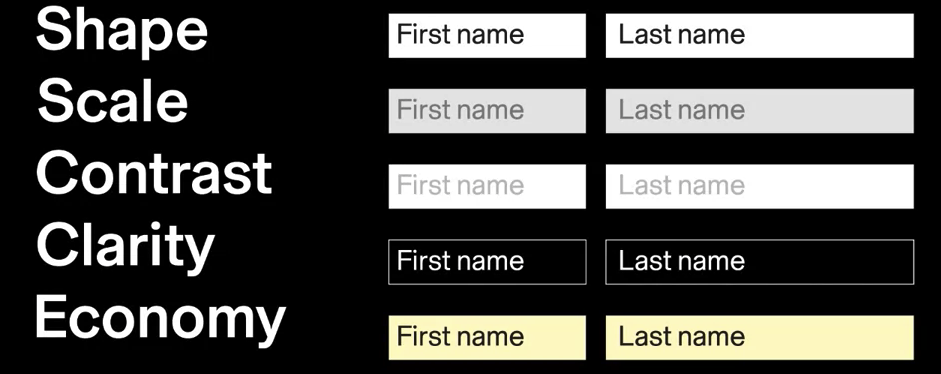 Shape
Scale
Contrast
Clarity
Economy
First name Last name
First name Last name
First name Last name
First name Last name
First name Last name